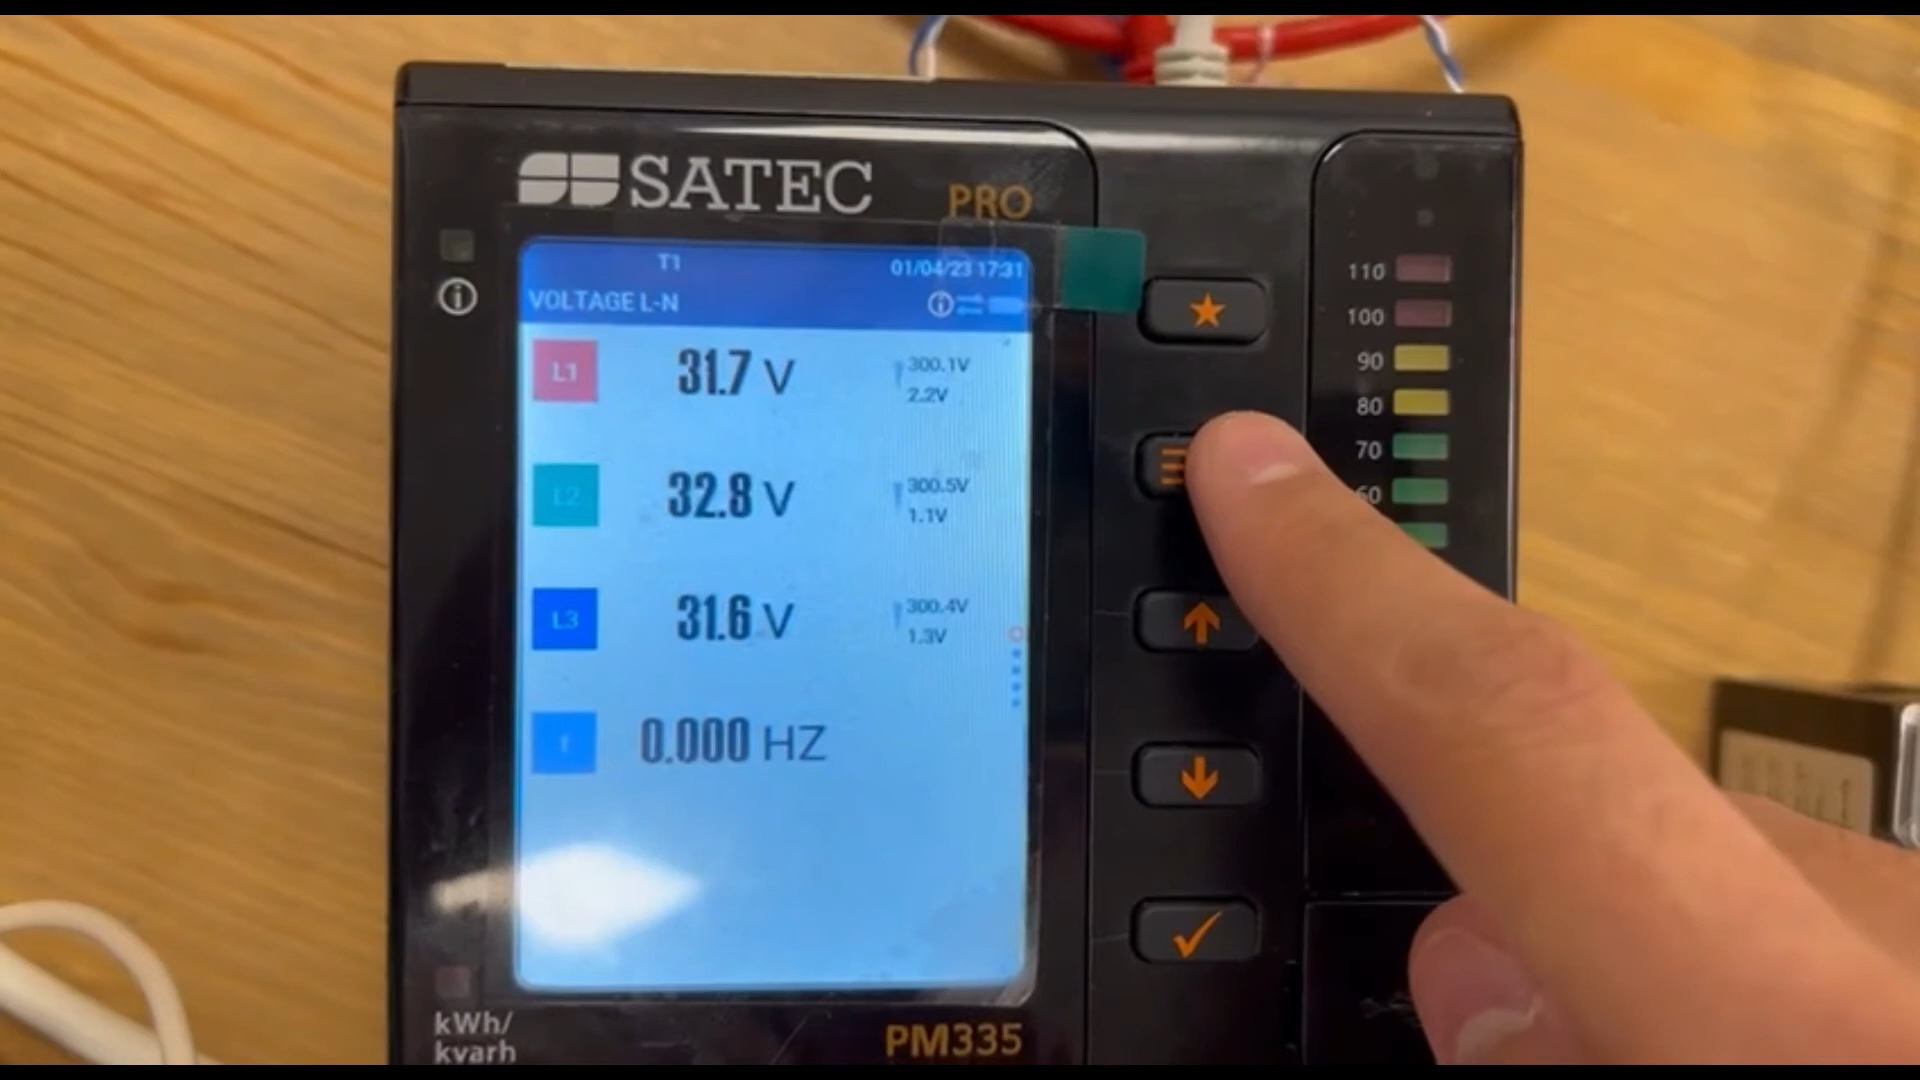 SATEC
PRO
T1
01/04/23 17:31
VOLTAGE L-N
L1
31.7 V
300.1V
2.2V
L2
32.8 V
300.5V
1.1V
L3
31.6 V
300.4V
1.3V
f
0.000 HZ
110
100
90
80
70
60
kWh/
kvarh
PM335